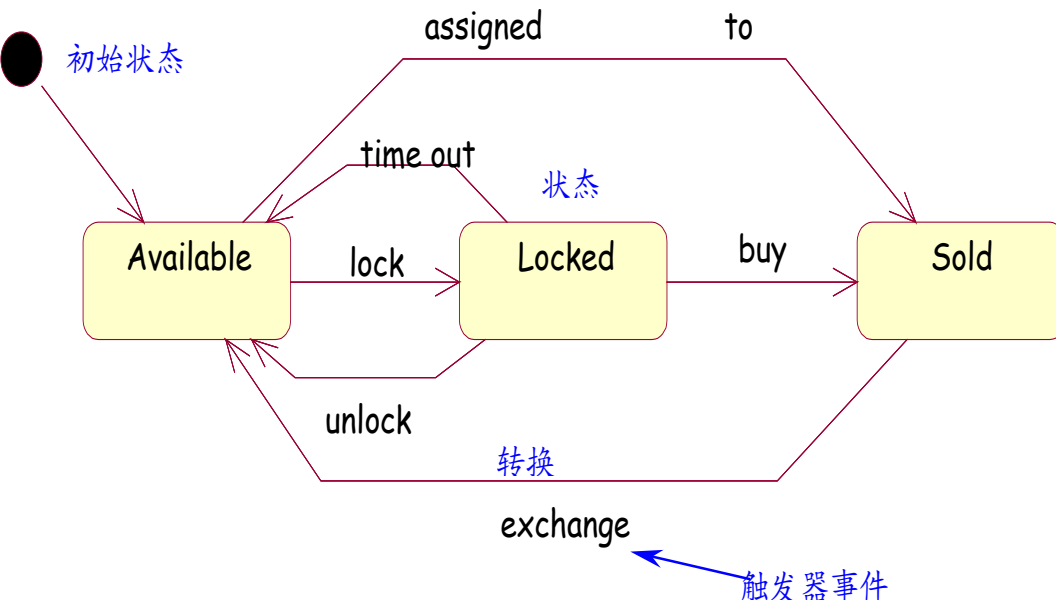 assigned to
初始状态
time out
状态
Available
lock
Locked
buy
Sold
unlock
转换
exchange
触发器事件